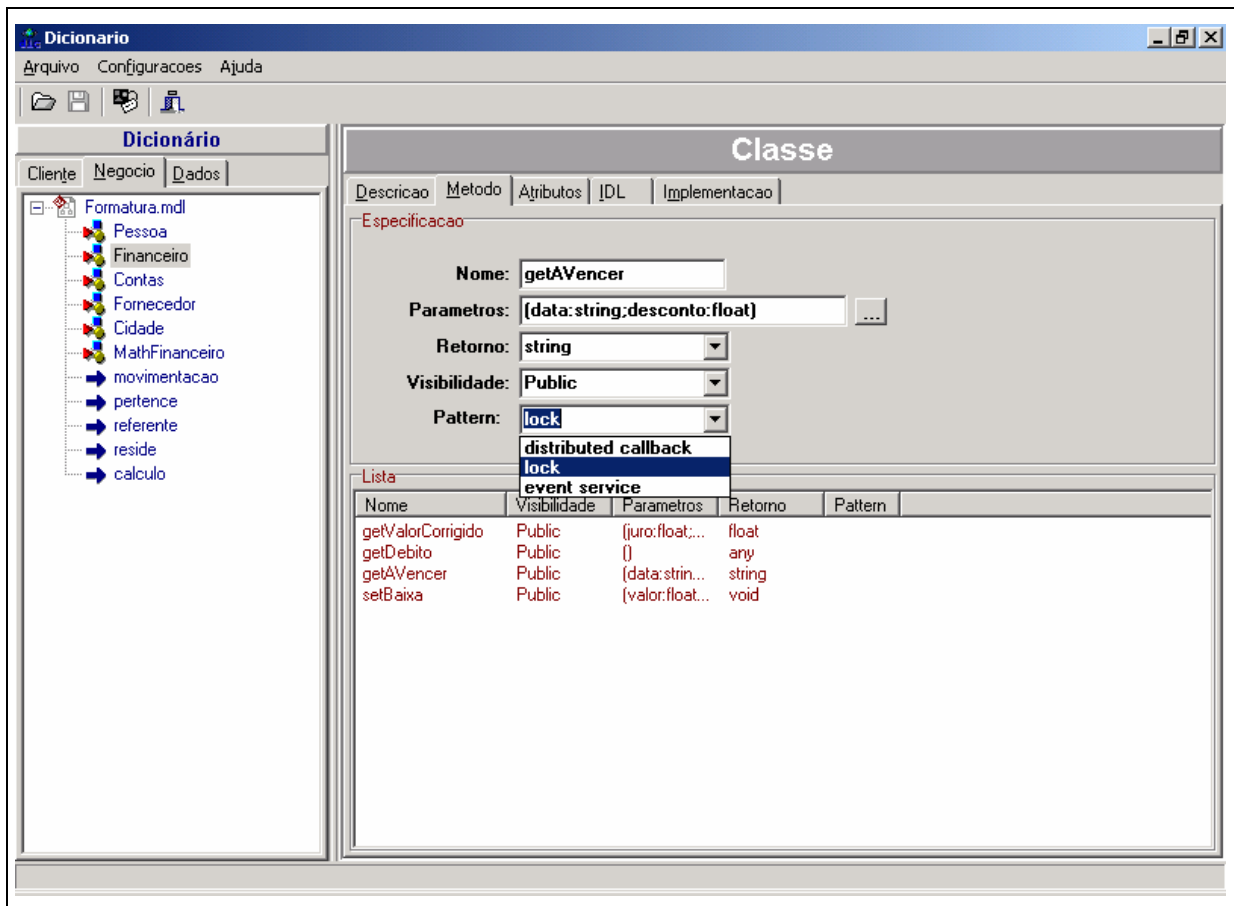 Dicionario
Arquivo Configuracoes Ajuda
Dicionário
Cliente Negocio Dados
Formatura.mdl
Pessoa
Financeiro
Contas
Fornecedor
Cidade
MathFinanceiro
movimentacao
pertence
referente
reside
calculo
Classe
Descricao Metodo Atributos IDL Implementacao
Especificacao
Nome: getAVencer
Parametros: (data:string;desconto:float) ...
Retorno: string
Visibilidade: Public
Pattern: lock
distributed callback
lock
event service
Lista
Nome Visibilidade Parametros Retorno Pattern
getValorCorrigido Public (juro:float;... float
getDebito Public () any
getAVencer Public (data:strin... string
setBaixa Public (valor:float... void